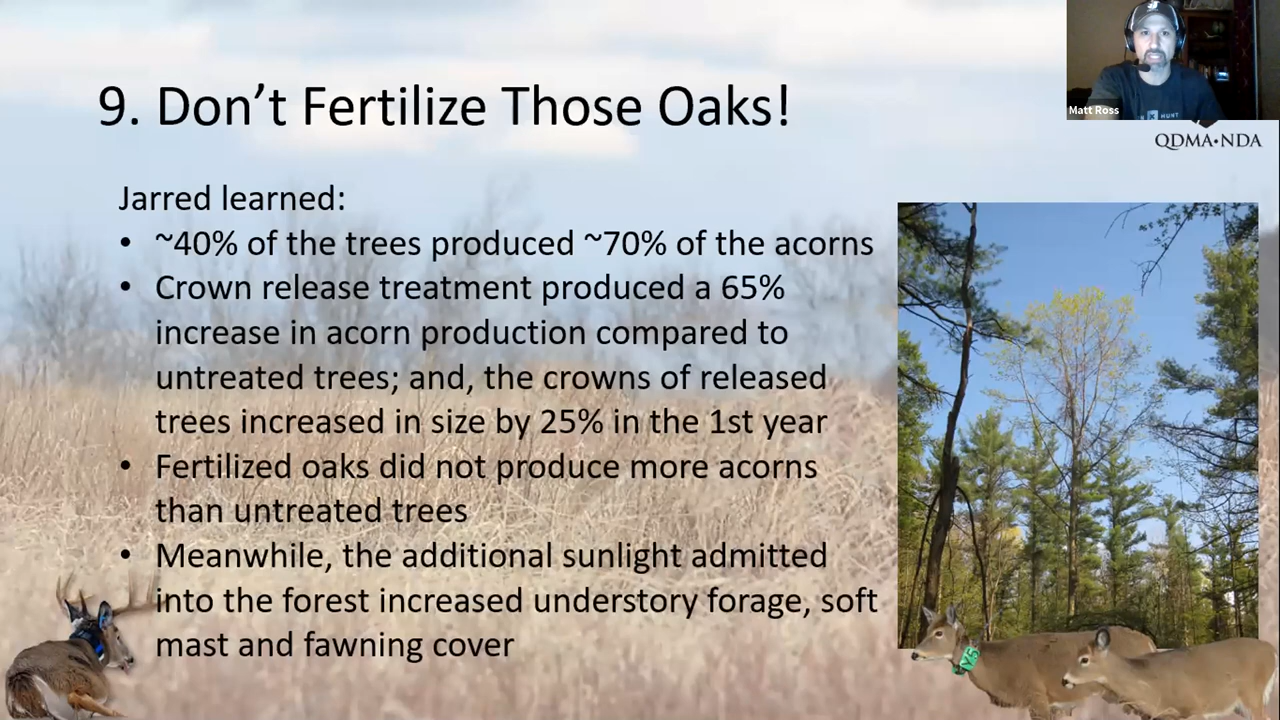 9. Don’t Fertilize Those Oaks!
Matt Ross
QDMA•NDA
Jarred learned:
• ~40% of the trees produced ~70% of the acorns
• Crown release treatment produced a 65%
increase in acorn production compared to
untreated trees; and, the crowns of released
trees increased in size by 25% in the 1st year
• Fertilized oaks did not produce more acorns
than untreated trees
• Meanwhile, the additional sunlight admitted
into the forest increased understory forage, soft
mast and fawning cover